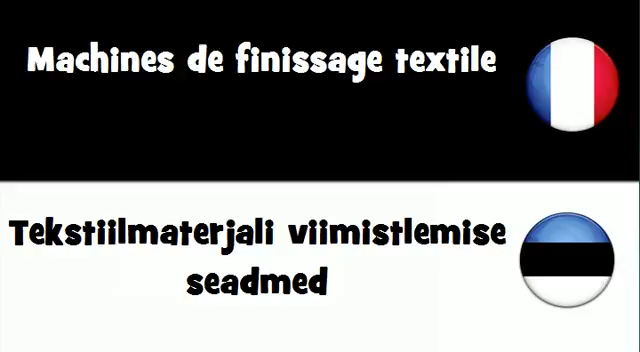 Machines de finissage textile
Tekstiilmaterjali viimistlemise
seadmed